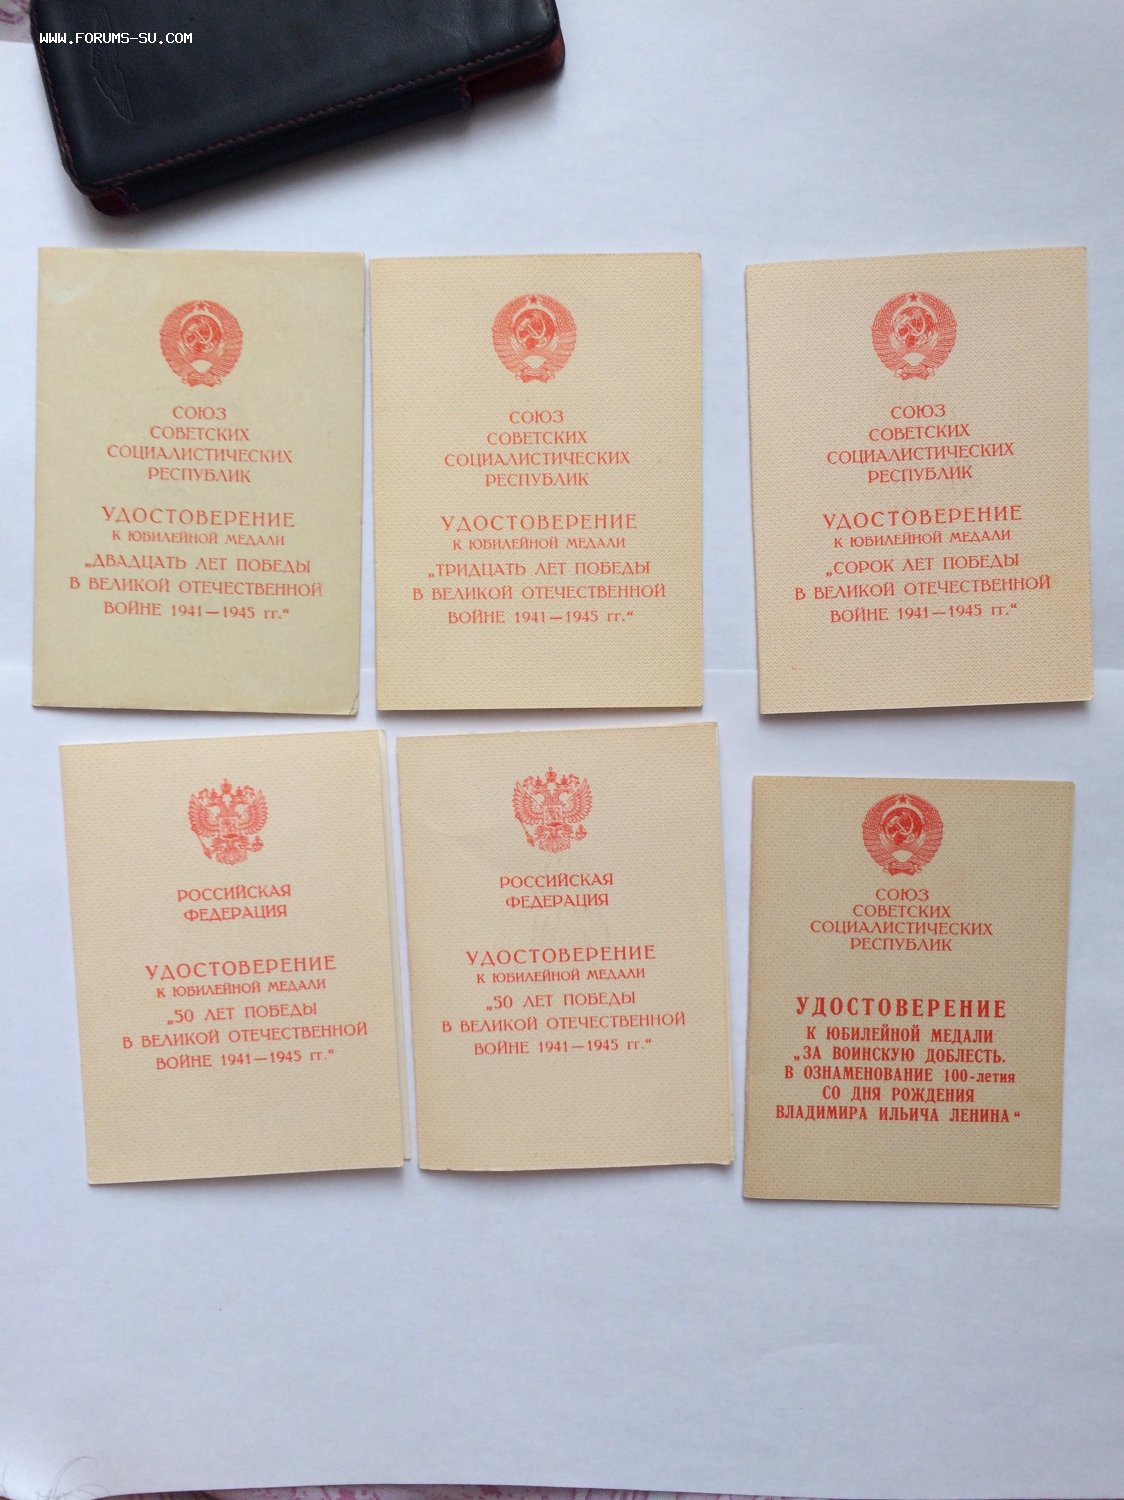 WWW.FORUMS-SU.COM
СОЮЗ
СОВЕТСКИХ
СОЦИАЛИСТИЧЕСКИХ
РЕСПУБЛИК
УДОСТОВЕРЕНИЕ
К ЮБИЛЕЙНОЙ МЕДАЛИ
„ДВАДЦАТЬ ЛЕТ ПОБЕДЫ
В ВЕЛИКОЙ ОТЕЧЕСТВЕННОЙ
ВОЙНЕ 1941—1945 гг.“
СОЮЗ
СОВЕТСКИХ
СОЦИАЛИСТИЧЕСКИХ
РЕСПУБЛИК
УДОСТОВЕРЕНИЕ
К ЮБИЛЕЙНОЙ МЕДАЛИ
„ТРИДЦАТЬ ЛЕТ ПОБЕДЫ
В ВЕЛИКОЙ ОТЕЧЕСТВЕННОЙ
ВОЙНЕ 1941—1945 гг.“
СОЮЗ
СОВЕТСКИХ
СОЦИАЛИСТИЧЕСКИХ
РЕСПУБЛИК
УДОСТОВЕРЕНИЕ
К ЮБИЛЕЙНОЙ МЕДАЛИ
„СОРОК ЛЕТ ПОБЕДЫ
В ВЕЛИКОЙ ОТЕЧЕСТВЕННОЙ
ВОЙНЕ 1941—1945 гг.“
РОССИЙСКАЯ
ФЕДЕРАЦИЯ
УДОСТОВЕРЕНИЕ
К ЮБИЛЕЙНОЙ МЕДАЛИ
„50 ЛЕТ ПОБЕДЫ
В ВЕЛИКОЙ ОТЕЧЕСТВЕННОЙ
ВОЙНЕ 1941—1945 гг.“
РОССИЙСКАЯ
ФЕДЕРАЦИЯ
УДОСТОВЕРЕНИЕ
К ЮБИЛЕЙНОЙ МЕДАЛИ
„50 ЛЕТ ПОБЕДЫ
В ВЕЛИКОЙ ОТЕЧЕСТВЕННОЙ
ВОЙНЕ 1941—1945 гг.“
СОЮЗ
СОВЕТСКИХ
СОЦИАЛИСТИЧЕСКИХ
РЕСПУБЛИК
УДОСТОВЕРЕНИЕ
К ЮБИЛЕЙНОЙ МЕДАЛИ
„ЗА ВОИНСКУЮ ДОБЛЕСТЬ.
В ОЗНАМЕНОВАНИЕ 100-летия
СО ДНЯ РОЖДЕНИЯ
ВЛАДИМИРА ИЛЬИЧА ЛЕНИНА“